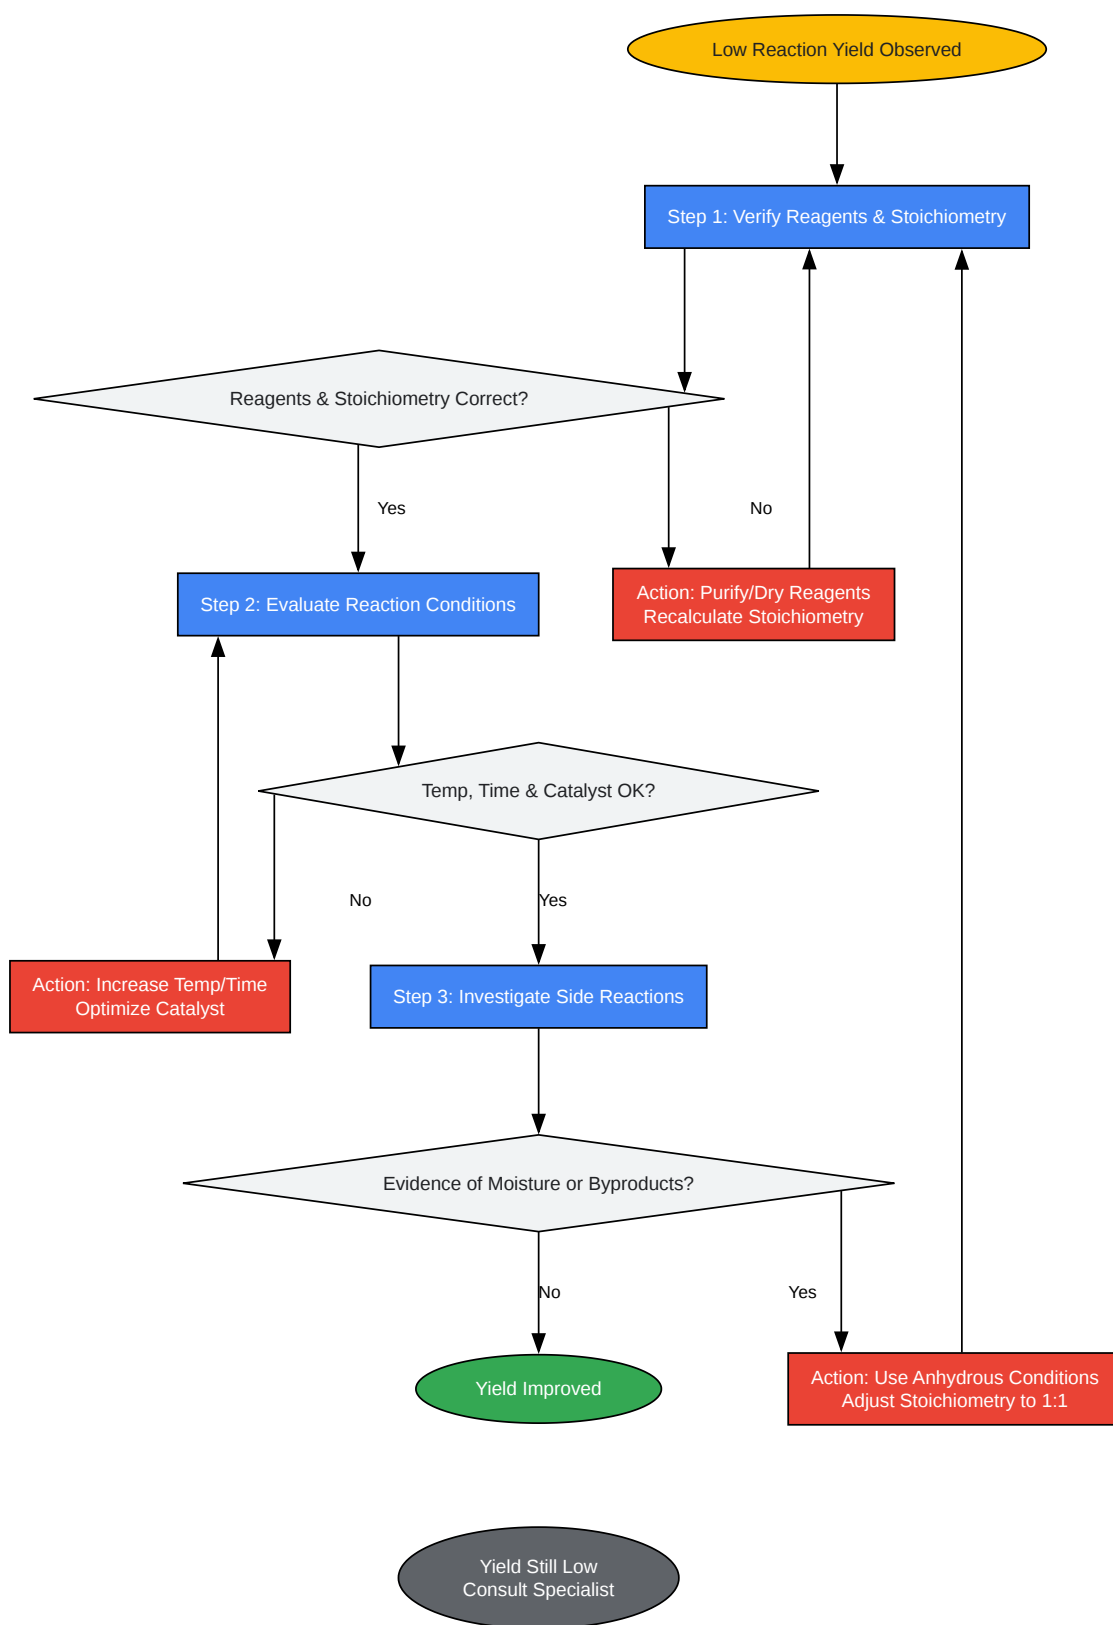 Low Reaction Yield Observed
Step 1: Verify Reagents & Stoichiometry
Reagents & Stoichiometry Correct?
Yes
No
Step 2: Evaluate Reaction Conditions
Action: Purify/Dry Reagents
Recalculate Stoichiometry
Temp, Time & Catalyst OK?
No
Yes
Action: Increase Temp/Time
Optimize Catalyst
Step 3: Investigate Side Reactions
Evidence of Moisture or Byproducts?
No
Yes
Yield Improved
Action: Use Anhydrous Conditions
Adjust Stoichiometry to 1:1
Yield Still Low
Consult Specialist